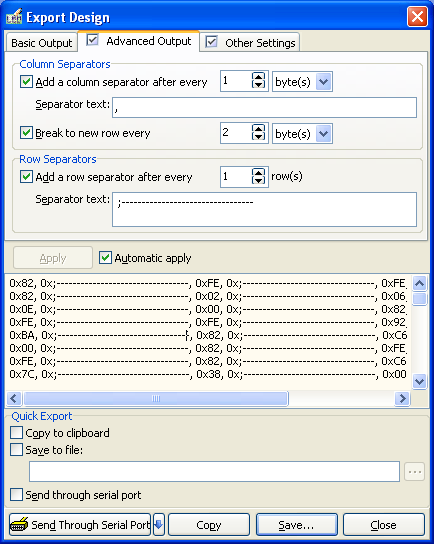 Export Design
Basic Output Advanced Output Other Settings
Column Separators
Add a column separator after every 1 byte(s)
Separator text: ,
Break to new row every 2 byte(s)
Row Separators
Add a row separator after every 1 row(s)
Separator text: ;---------------------------------
Apply Automatic apply
0x82, 0x;---------------------------------, 0xFE, 0x;---------------------------------, 0xFE,
0x82, 0x;---------------------------------, 0x02, 0x;---------------------------------, 0x06,
0x0E, 0x;---------------------------------, 0x00, 0x;---------------------------------, 0x82,
0xFE, 0x;---------------------------------, 0xFE, 0x;---------------------------------, 0x92,
0xBA, 0x;---------------------------------, 0x82, 0x;---------------------------------, 0xC6
0x00, 0x;---------------------------------, 0x82, 0x;---------------------------------, 0xFE
0xFE, 0x;---------------------------------, 0x82, 0x;---------------------------------, 0xC6
0x7C, 0x;---------------------------------, 0x38, 0x;---------------------------------, 0x00
Quick Export
Copy to clipboard
Save to file:
...
Send through serial port
Send Through Serial Port Copy Save... Close